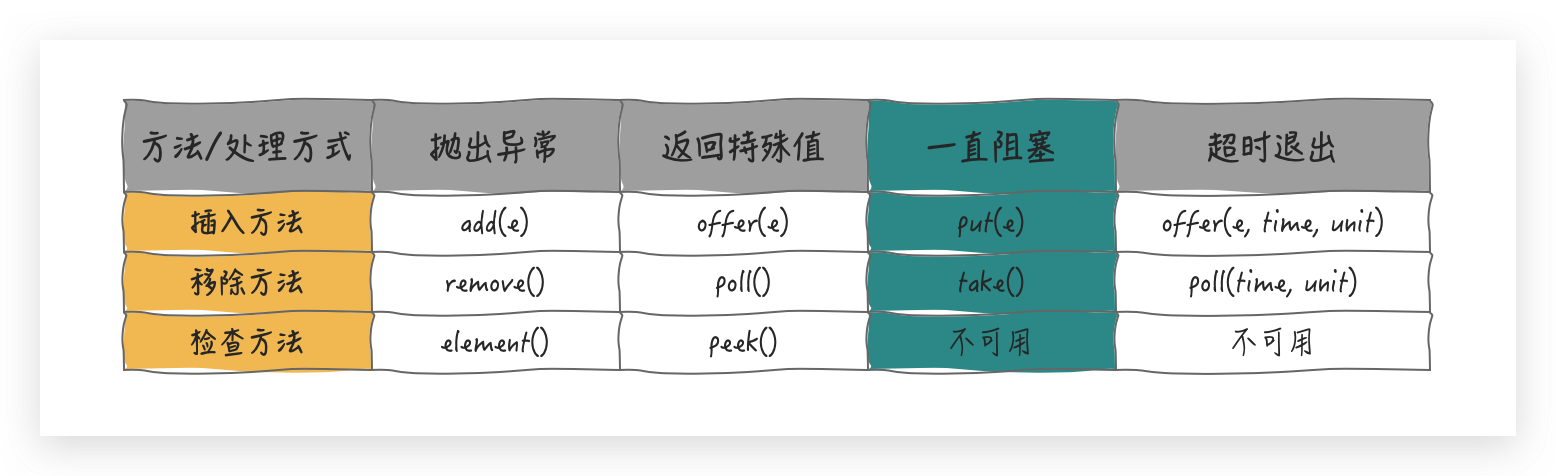 方法/处理方式 抛出异常 返回特殊值 一直阻塞 超时退出
插入方法 add(e) offer(e) put(e) offer(e, time, unit)
移除方法 remove() poll() take() poll(time, unit)
检查方法 element() peek() 不可用 不可用